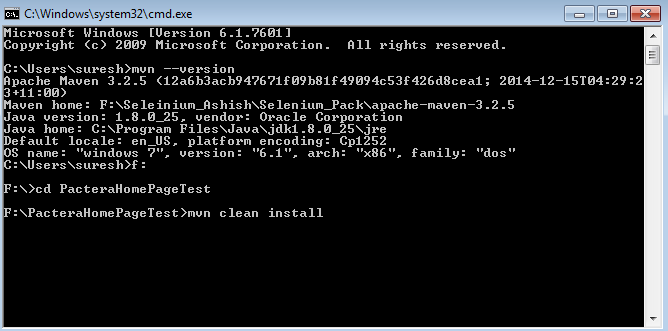 C:\Windows\system32\cmd.exe
Microsoft Windows [Version 6.1.7601]
Copyright (c) 2009 Microsoft Corporation.  All rights reserved.
C:\Users\suresh>mvn --version
Apache Maven 3.2.5 (12a6b3acb947671f09b81f49094c53f426d8cea1; 2014-12-15T04:29:2
3+11:00)
Maven home: F:\Seleinium_Ashish\Selenium_Pack\apache-maven-3.2.5
Java version: 1.8.0_25, vendor: Oracle Corporation
Java home: C:\Program Files\Java\jdk1.8.0_25\jre
Default locale: en_US, platform encoding: Cp1252
OS name: "windows 7", version: "6.1", arch: "x86", family: "dos"
C:\Users\suresh>f:
F:\>cd PacteraHomePageTest
F:\PacteraHomePageTest>mvn clean install